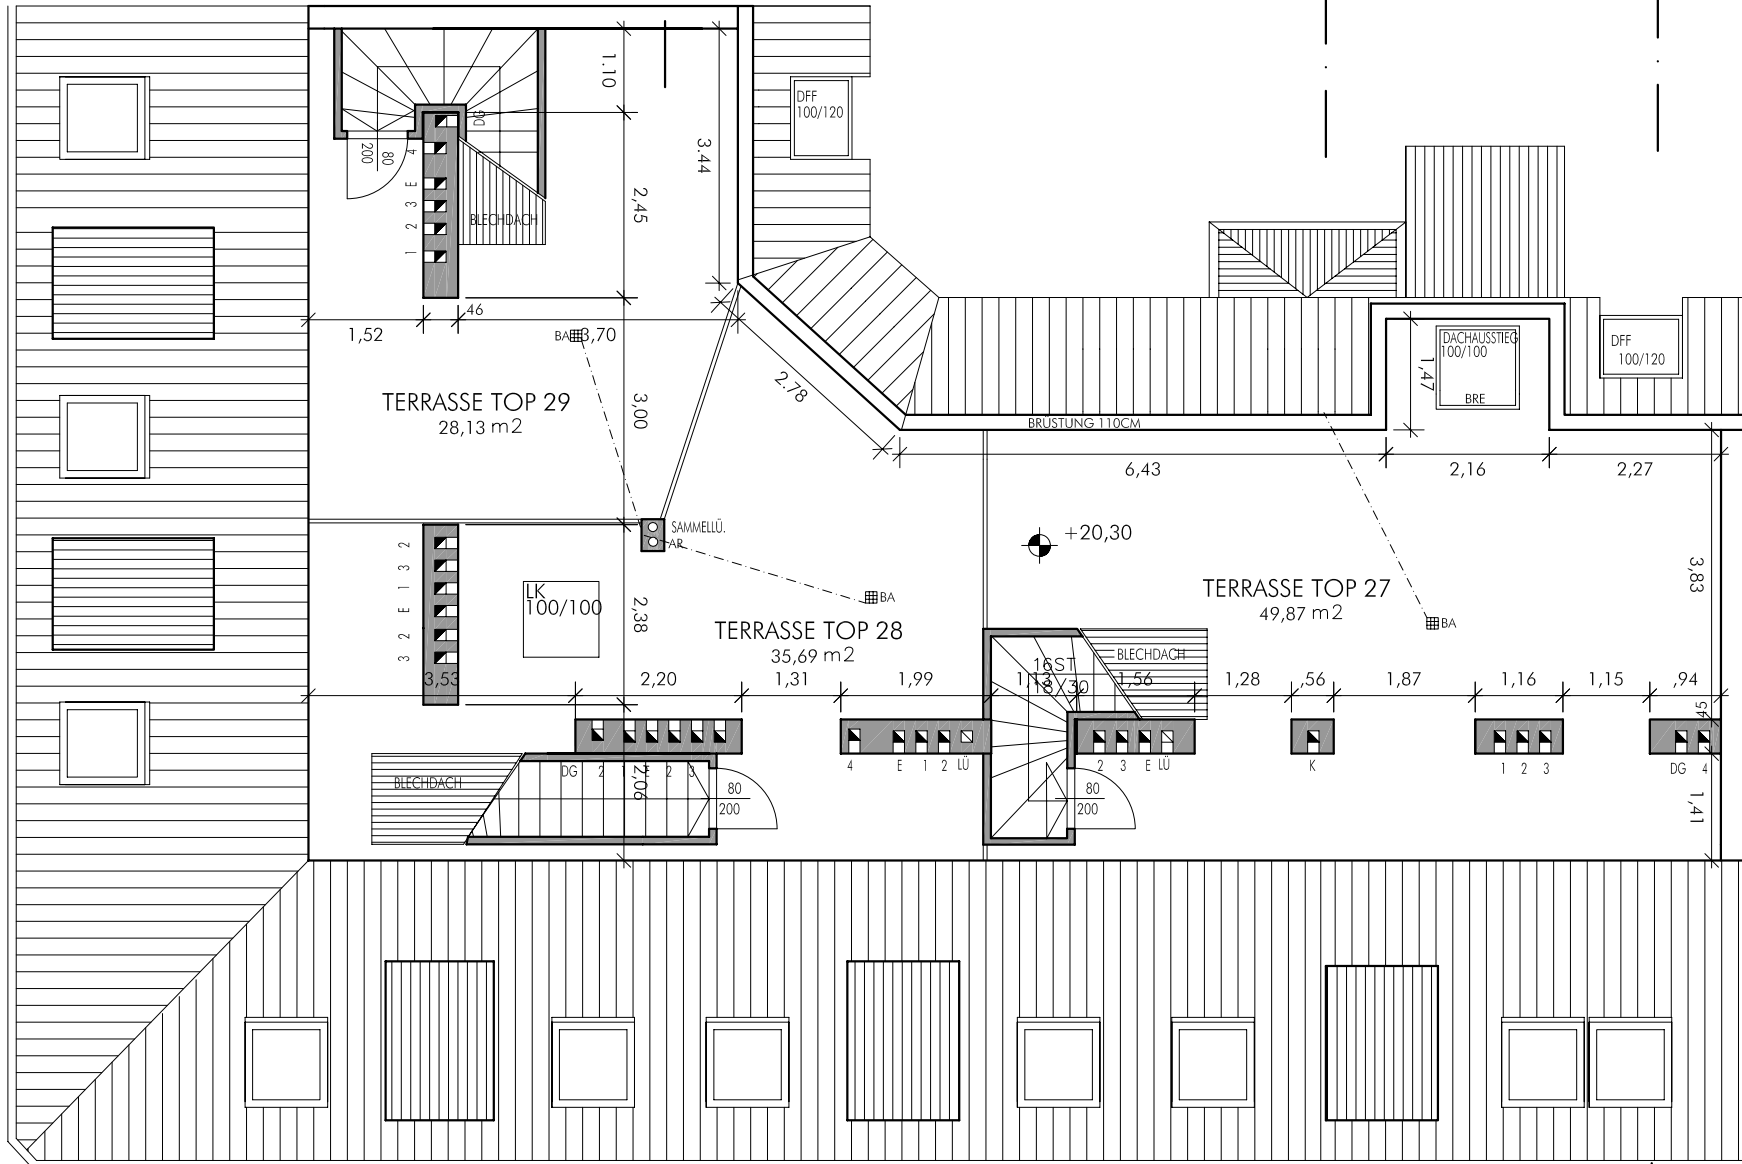 1.10
DFF
100/120
DG
3.44
4
200
80
E
3
2
1
2,45
BLECHDACH
1,52
46
BA
3,70
2.78
DACHAUSSTIEG
100/100
1,47
BRE
DFF
100/120
TERRASSE TOP 29
28,13 m2
3,00
BRÜSTUNG 110CM
6,43
2,16
2,27
SAMMELLÜ.
AR
+20,30
2
3
1
E
2
3
LK
100/100
2,38
BA
TERRASSE TOP 28
35,69 m2
TERRASSE TOP 27
49,87 m2
BA
3,83
BLECHDACH
16ST
18/30
3,53
2,20
1,31
1,99
1,13
1,56
1,28
,56
1,87
1,16
1,15
,94
45
DG 2 1 E 2 3
4 E 1 2 LÜ
2 3 E LÜ
K
1 2 3
DG 4
BLECHDACH
2,06
80
200
80
200
1,41